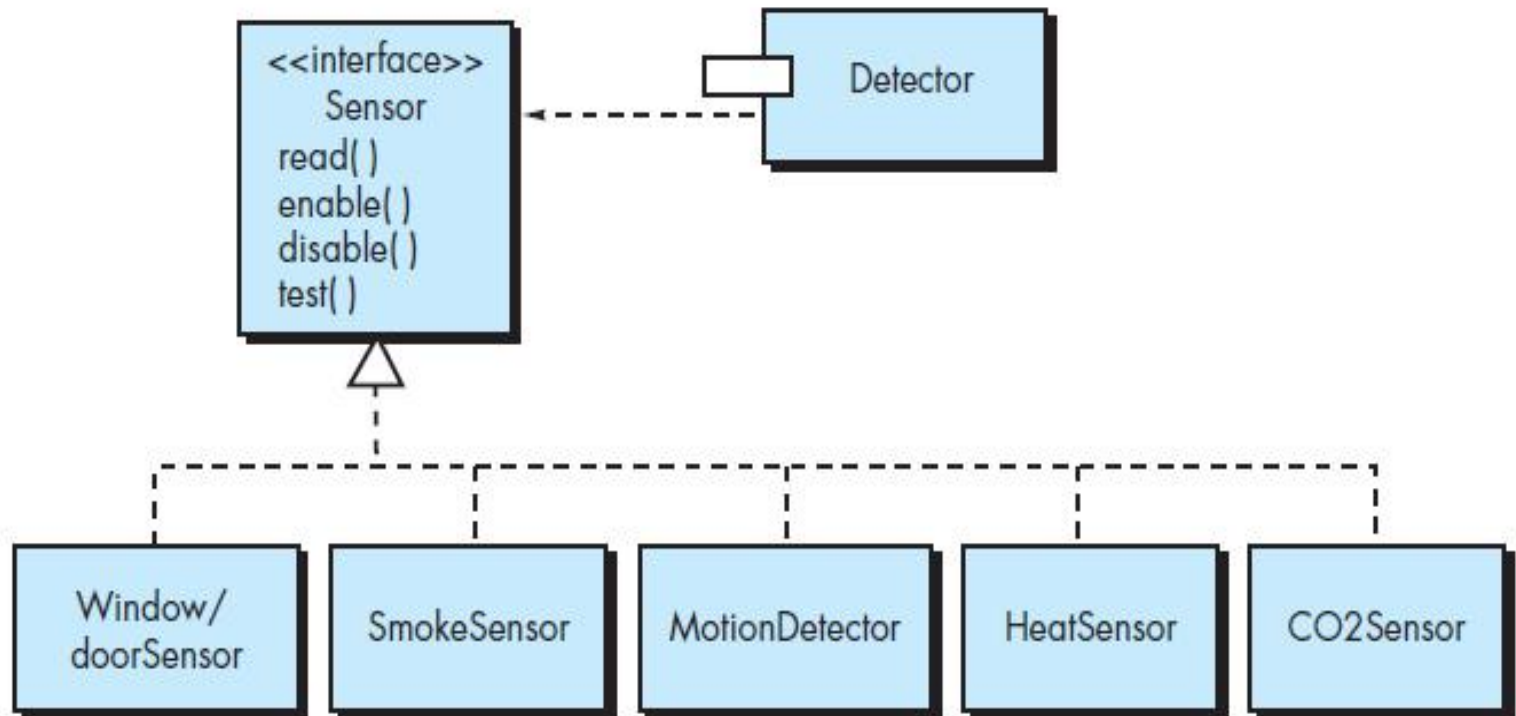 <<interface>>
Sensor
read( )
enable( )
disable( )
test( )
Detector
Window/
doorSensor
SmokeSensor
MotionDetector
HeatSensor
CO2Sensor